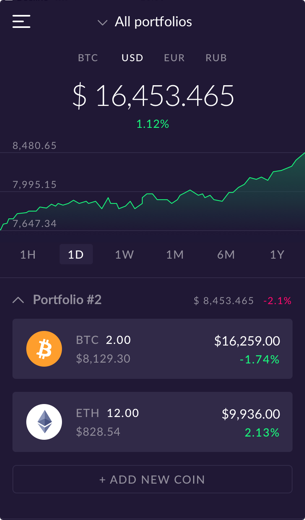 All portfolios
BTC USD EUR RUB
$ 16,453.465
1.12%
8,480.65
7,995.15
7,647.34
1H 1D 1W 1M 6M 1Y
Portfolio #2 $ 8,453.465 -2.1%
BTC 2.00 $16,259.00
$8,129.30 -1.74%
ETH 12.00 $9,936.00
$828.54 2.13%
+ ADD NEW COIN